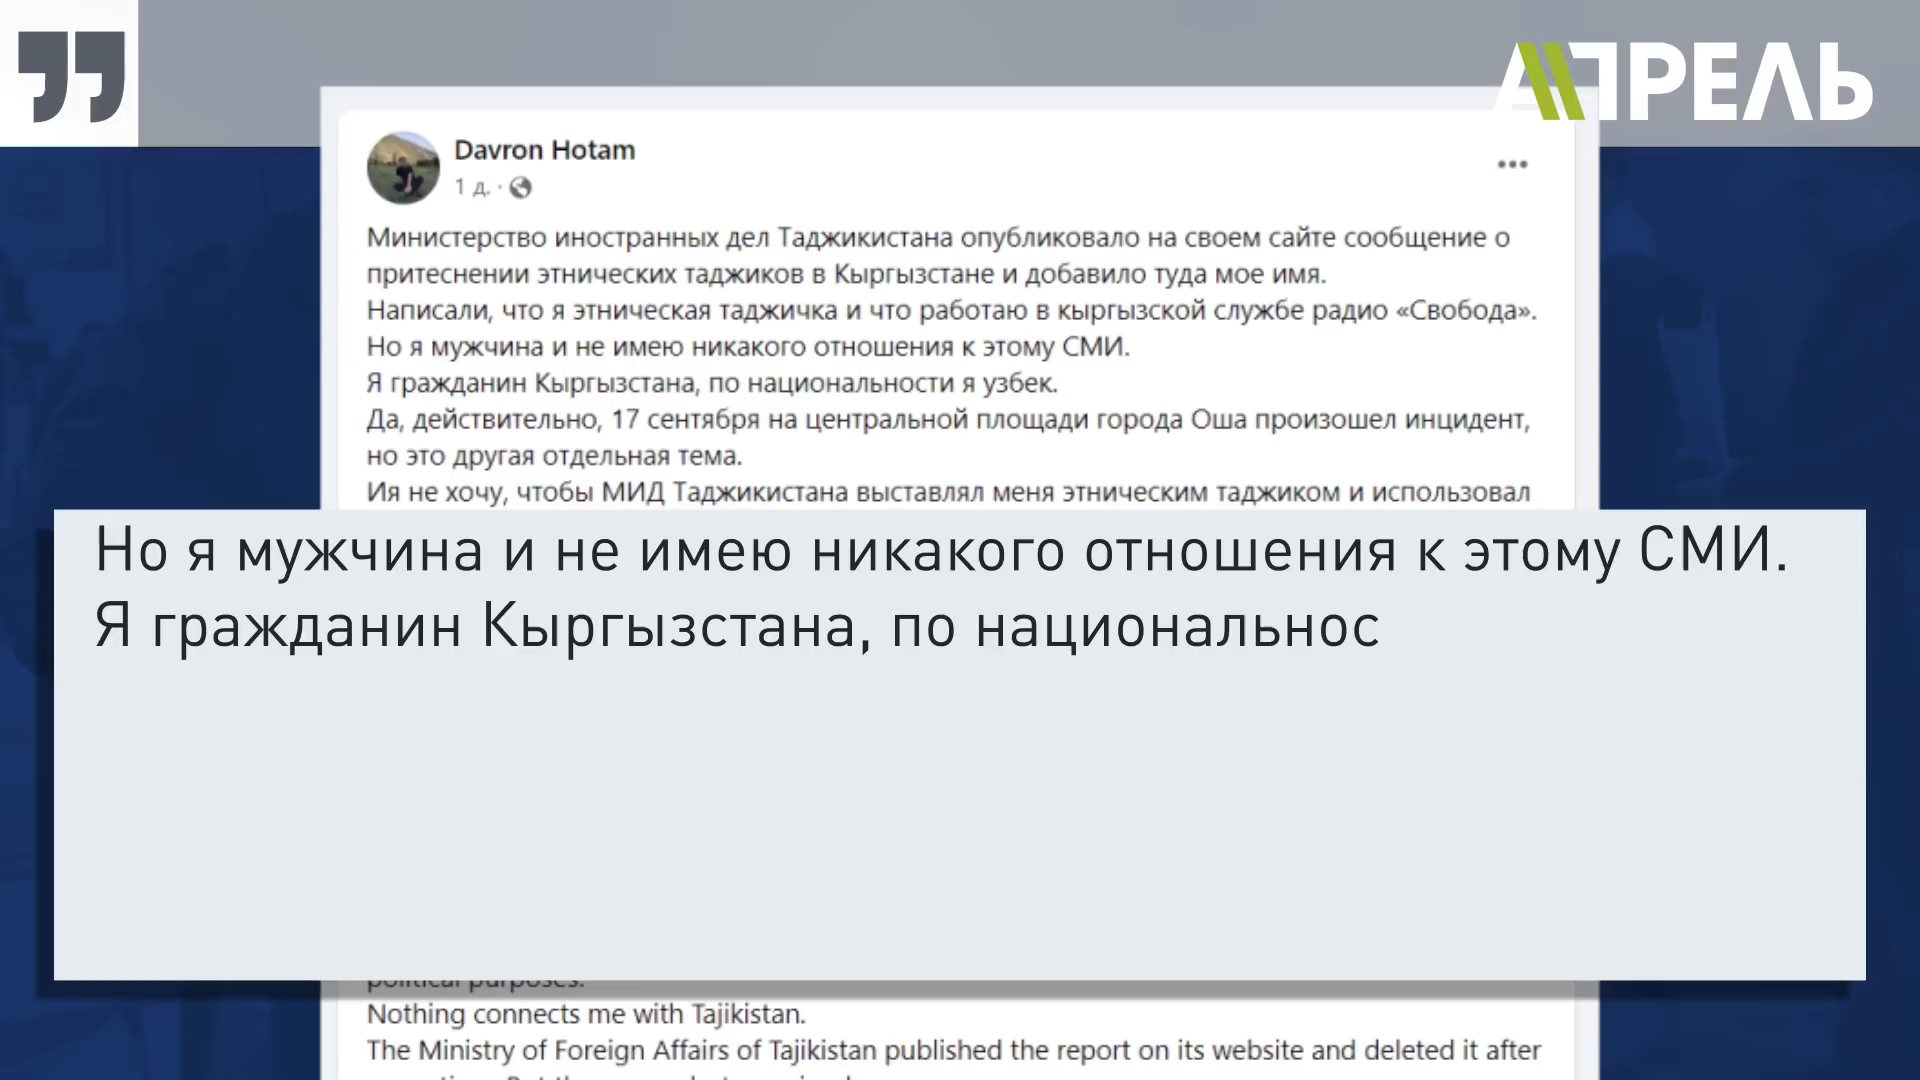 АПРЕЛЬ
Davron Hotam
1 д. ·
Министерство иностранных дел Таджикистана опубликовало на своем сайте сообщение о
притеснении этнических таджиков в Кыргызстане и добавило туда мое имя.
Написали, что я этническая таджичка и что работаю в кыргызской службе радио «Свобода».
Но я мужчина и не имею никакого отношения к этому СМИ.
Я гражданин Кыргызстана, по национальности я узбек.
Да, действительно, 17 сентября на центральной площади города Оша произошел инцидент,
но это другая отдельная тема.
Ия не хочу, чтобы МИД Таджикистана выставлял меня этническим таджиком и использовал
Но я мужчина и не имею никакого отношения к этому СМИ.
Я гражданин Кыргызстана, по национальнос
political purposes.
Nothing connects me with Tajikistan.
The Ministry of Foreign Affairs of Tajikistan published the report on its website and deleted it after